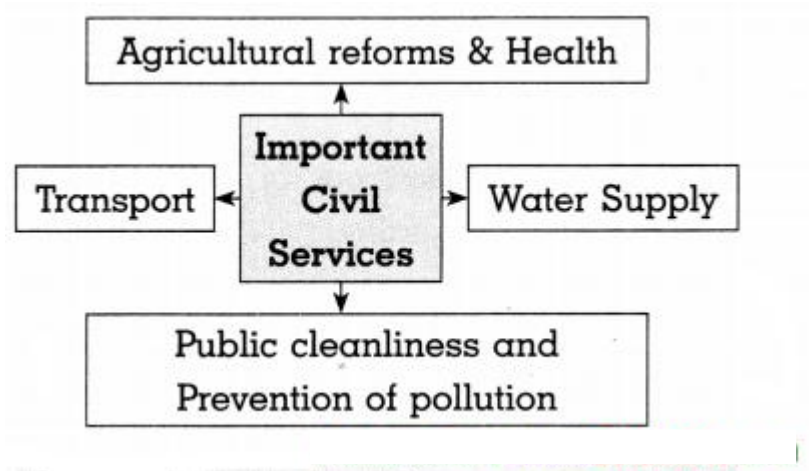 Agricultural reforms & Health
Important
Civil
Services
Transport
Water Supply
Public cleanliness and
Prevention of pollution